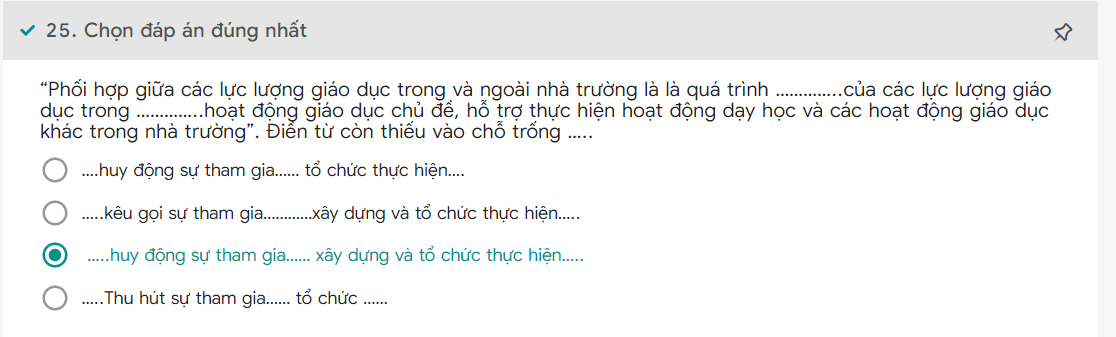 25. Chọn đáp án đúng nhất
“Phối hợp giữa các lực lượng giáo dục trong và ngoài nhà trường là là quá trình .............của các lực lượng giáo
dục trong .............hoạt động giáo dục chủ đề, hỗ trợ thực hiện hoạt động dạy học và các hoạt động giáo dục
khác trong nhà trường”. Điền từ còn thiếu vào chỗ trống .....
....huy động sự tham gia...... tổ chức thực hiện....
.....kêu gọi sự tham gia............xây dựng và tổ chức thực hiện.....
.....huy động sự tham gia...... xây dựng và tổ chức thực hiện.....
.....Thu hút sự tham gia...... tổ chức ......